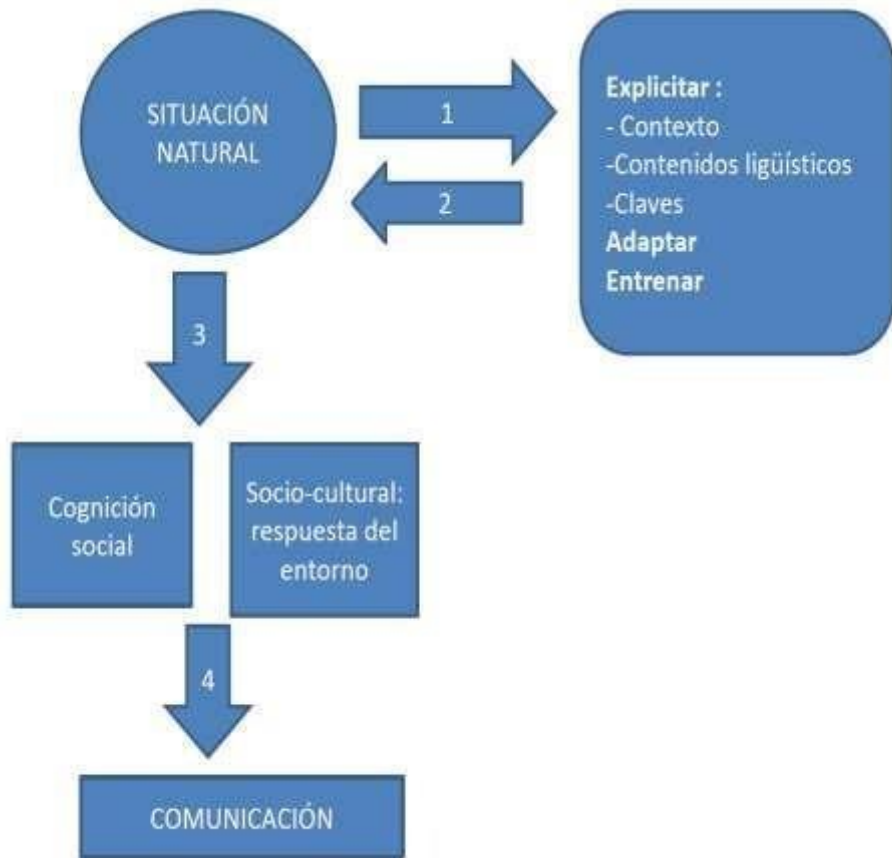 SITUACIÓN
NATURAL
1
2
Explicitar :
- Contexto
-Contenidos ligüísticos
-Claves
Adaptar
Entrenar
3
Cognición
social
Socio-cultural:
respuesta del
entorno
4
COMUNICACIÓN